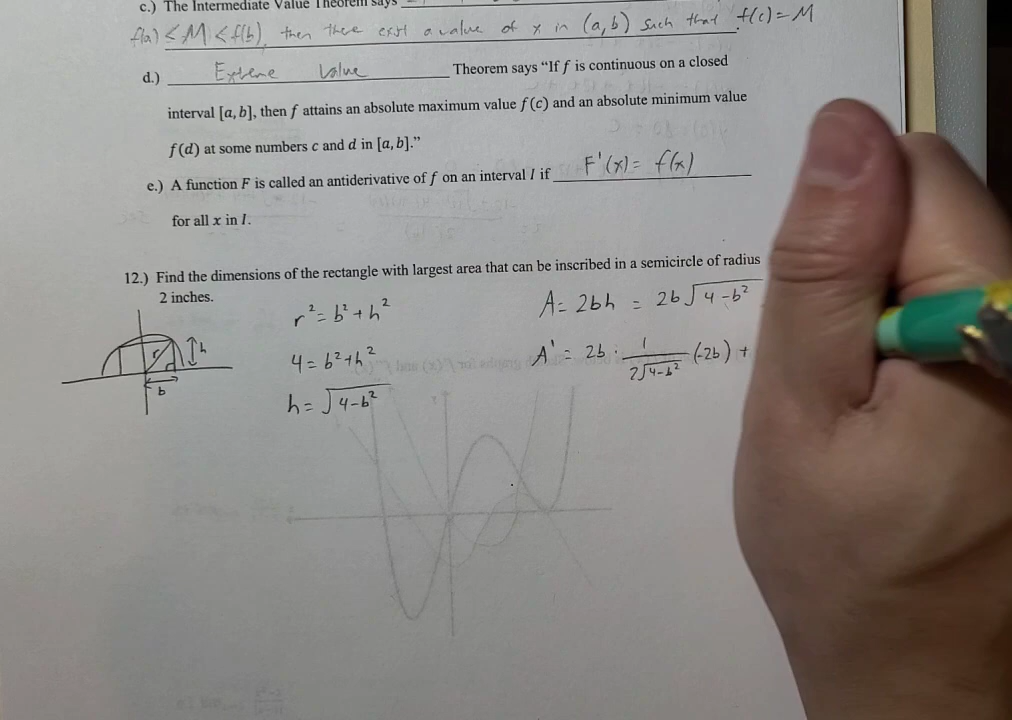 c.) The Intermediate Value Theorem says
f(a) ≤ M ≤ f(b), then there exist a value of x in (a,b) such that f(c) = M
d.) Exteme Value Theorem says “If f is continuous on a closed
interval [a, b], then f attains an absolute maximum value f(c) and an absolute minimum value
f(d) at some numbers c and d in [a, b].”
e.) A function F is called an antiderivative of f on an interval I if F'(x) = f(x)
for all x in I.
12.) Find the dimensions of the rectangle with largest area that can be inscribed in a semicircle of radius
2 inches.
r² = b² + h²
4 = b² + h²
h = √(4-b²)
r
h
b
A = 2bh = 2b√(4-b²)
A' = 2b · 1/(2√(4-b²)) (-2b) +